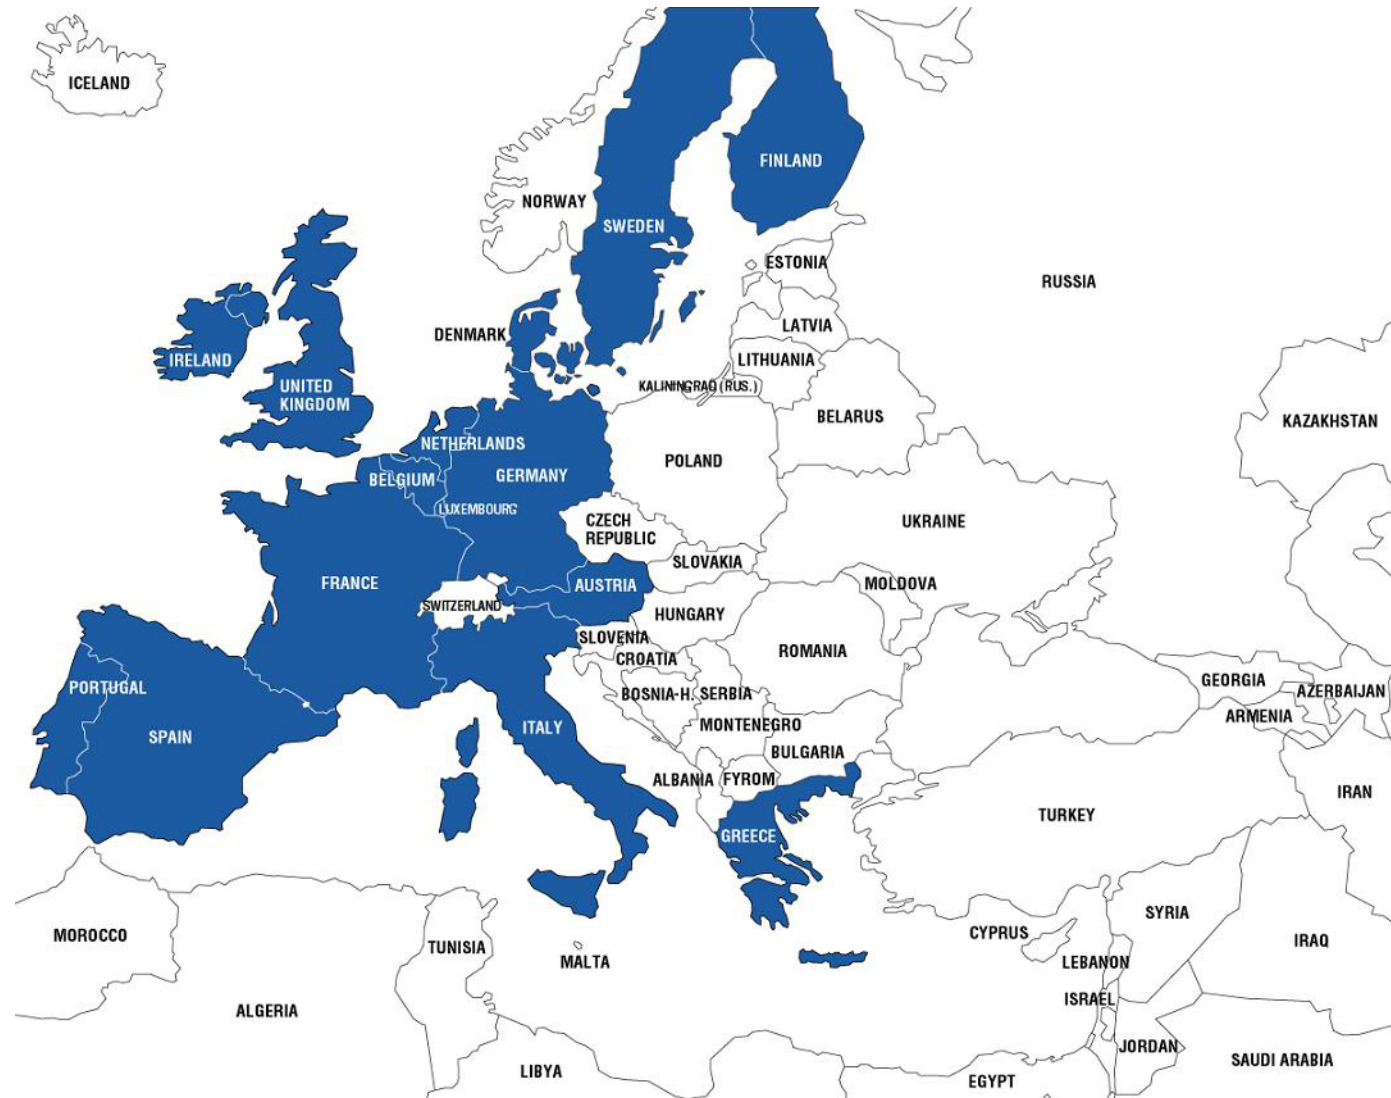 ICELAND
FINLAND
NORWAY
SWEDEN
ESTONIA
RUSSIA
LATVIA
DENMARK
LITHUANIA
IRELAND
KALININGRAD (RUS.)
UNITED
KINGDOM
BELARUS
KAZAKHSTAN
NETHERLANDS
POLAND
BELGIUM
GERMANY
LUXEMBOURG
CZECH
REPUBLIC
UKRAINE
SLOVAKIA
FRANCE
AUSTRIA
MOLDOVA
SWITZERLAND
HUNGARY
SLOVENIA
ROMANIA
CROATIA
GEORGIA
PORTUGAL
BOSNIA-H.
SERBIA
AZERBAIJAN
ARMENIA
SPAIN
ITALY
MONTENEGRO
BULGARIA
ALBANIA
FYROM
IRAN
TURKEY
GREECE
SYRIA
MOROCCO
TUNISIA
CYPRUS
IRAQ
MALTA
LEBANON
ISRAEL
ALGERIA
JORDAN
SAUDI ARABIA
LIBYA
EGYPT